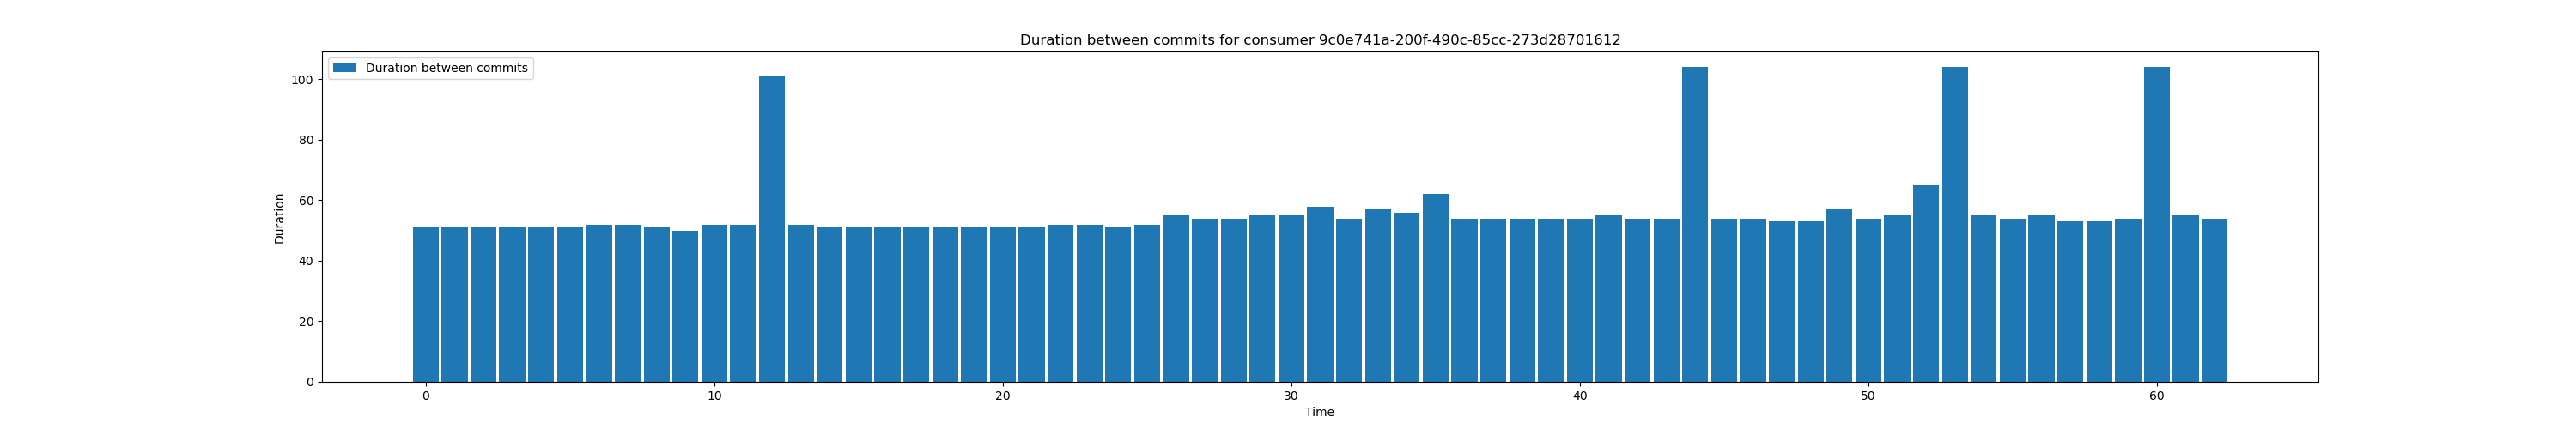 Duration between commits for consumer 9c0e741a-200f-490c-85cc-273d28701612
Duration between commits
100
80
60
40
20
0
Duration
0 10 20 30 40 50 60
Time